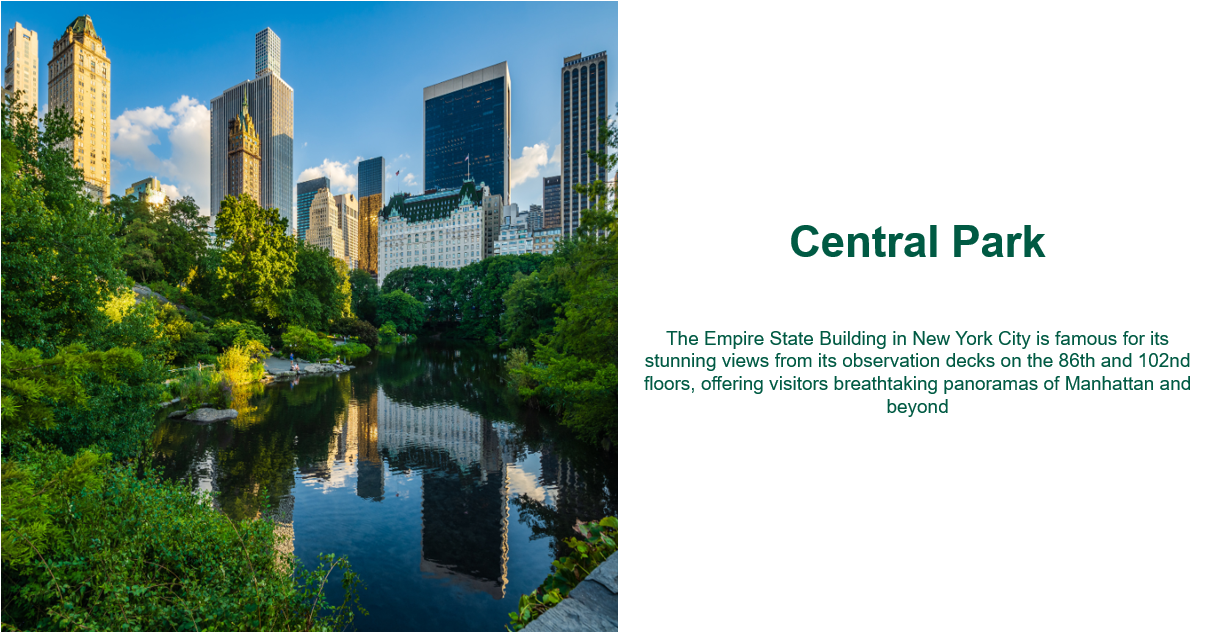 Central Park
The Empire State Building in New York City is famous for its
stunning views from its observation decks on the 86th and 102nd
floors, offering visitors breathtaking panoramas of Manhattan and
beyond